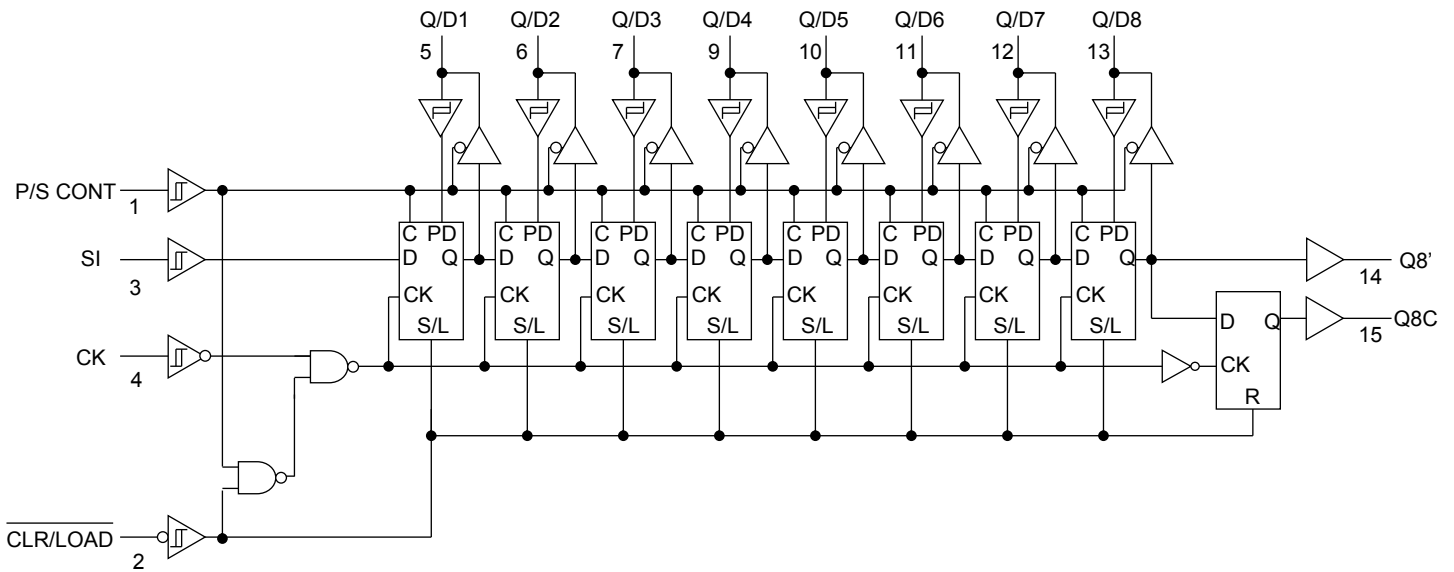 Q/D1 Q/D2 Q/D3 Q/D4 Q/D5 Q/D6 Q/D7 Q/D8
5 6 7 9 10 11 12 13
P/S CONT
1
C PD C PD C PD C PD C PD C PD C PD C PD
SI
3
D Q D Q D Q D Q D Q D Q D Q D Q
Q8'
14
CK CK CK CK CK CK CK CK
S/L S/L S/L S/L S/L S/L S/L S/L
D Q
Q8C
15
CK
4
CK
R
CLR/LOAD
2